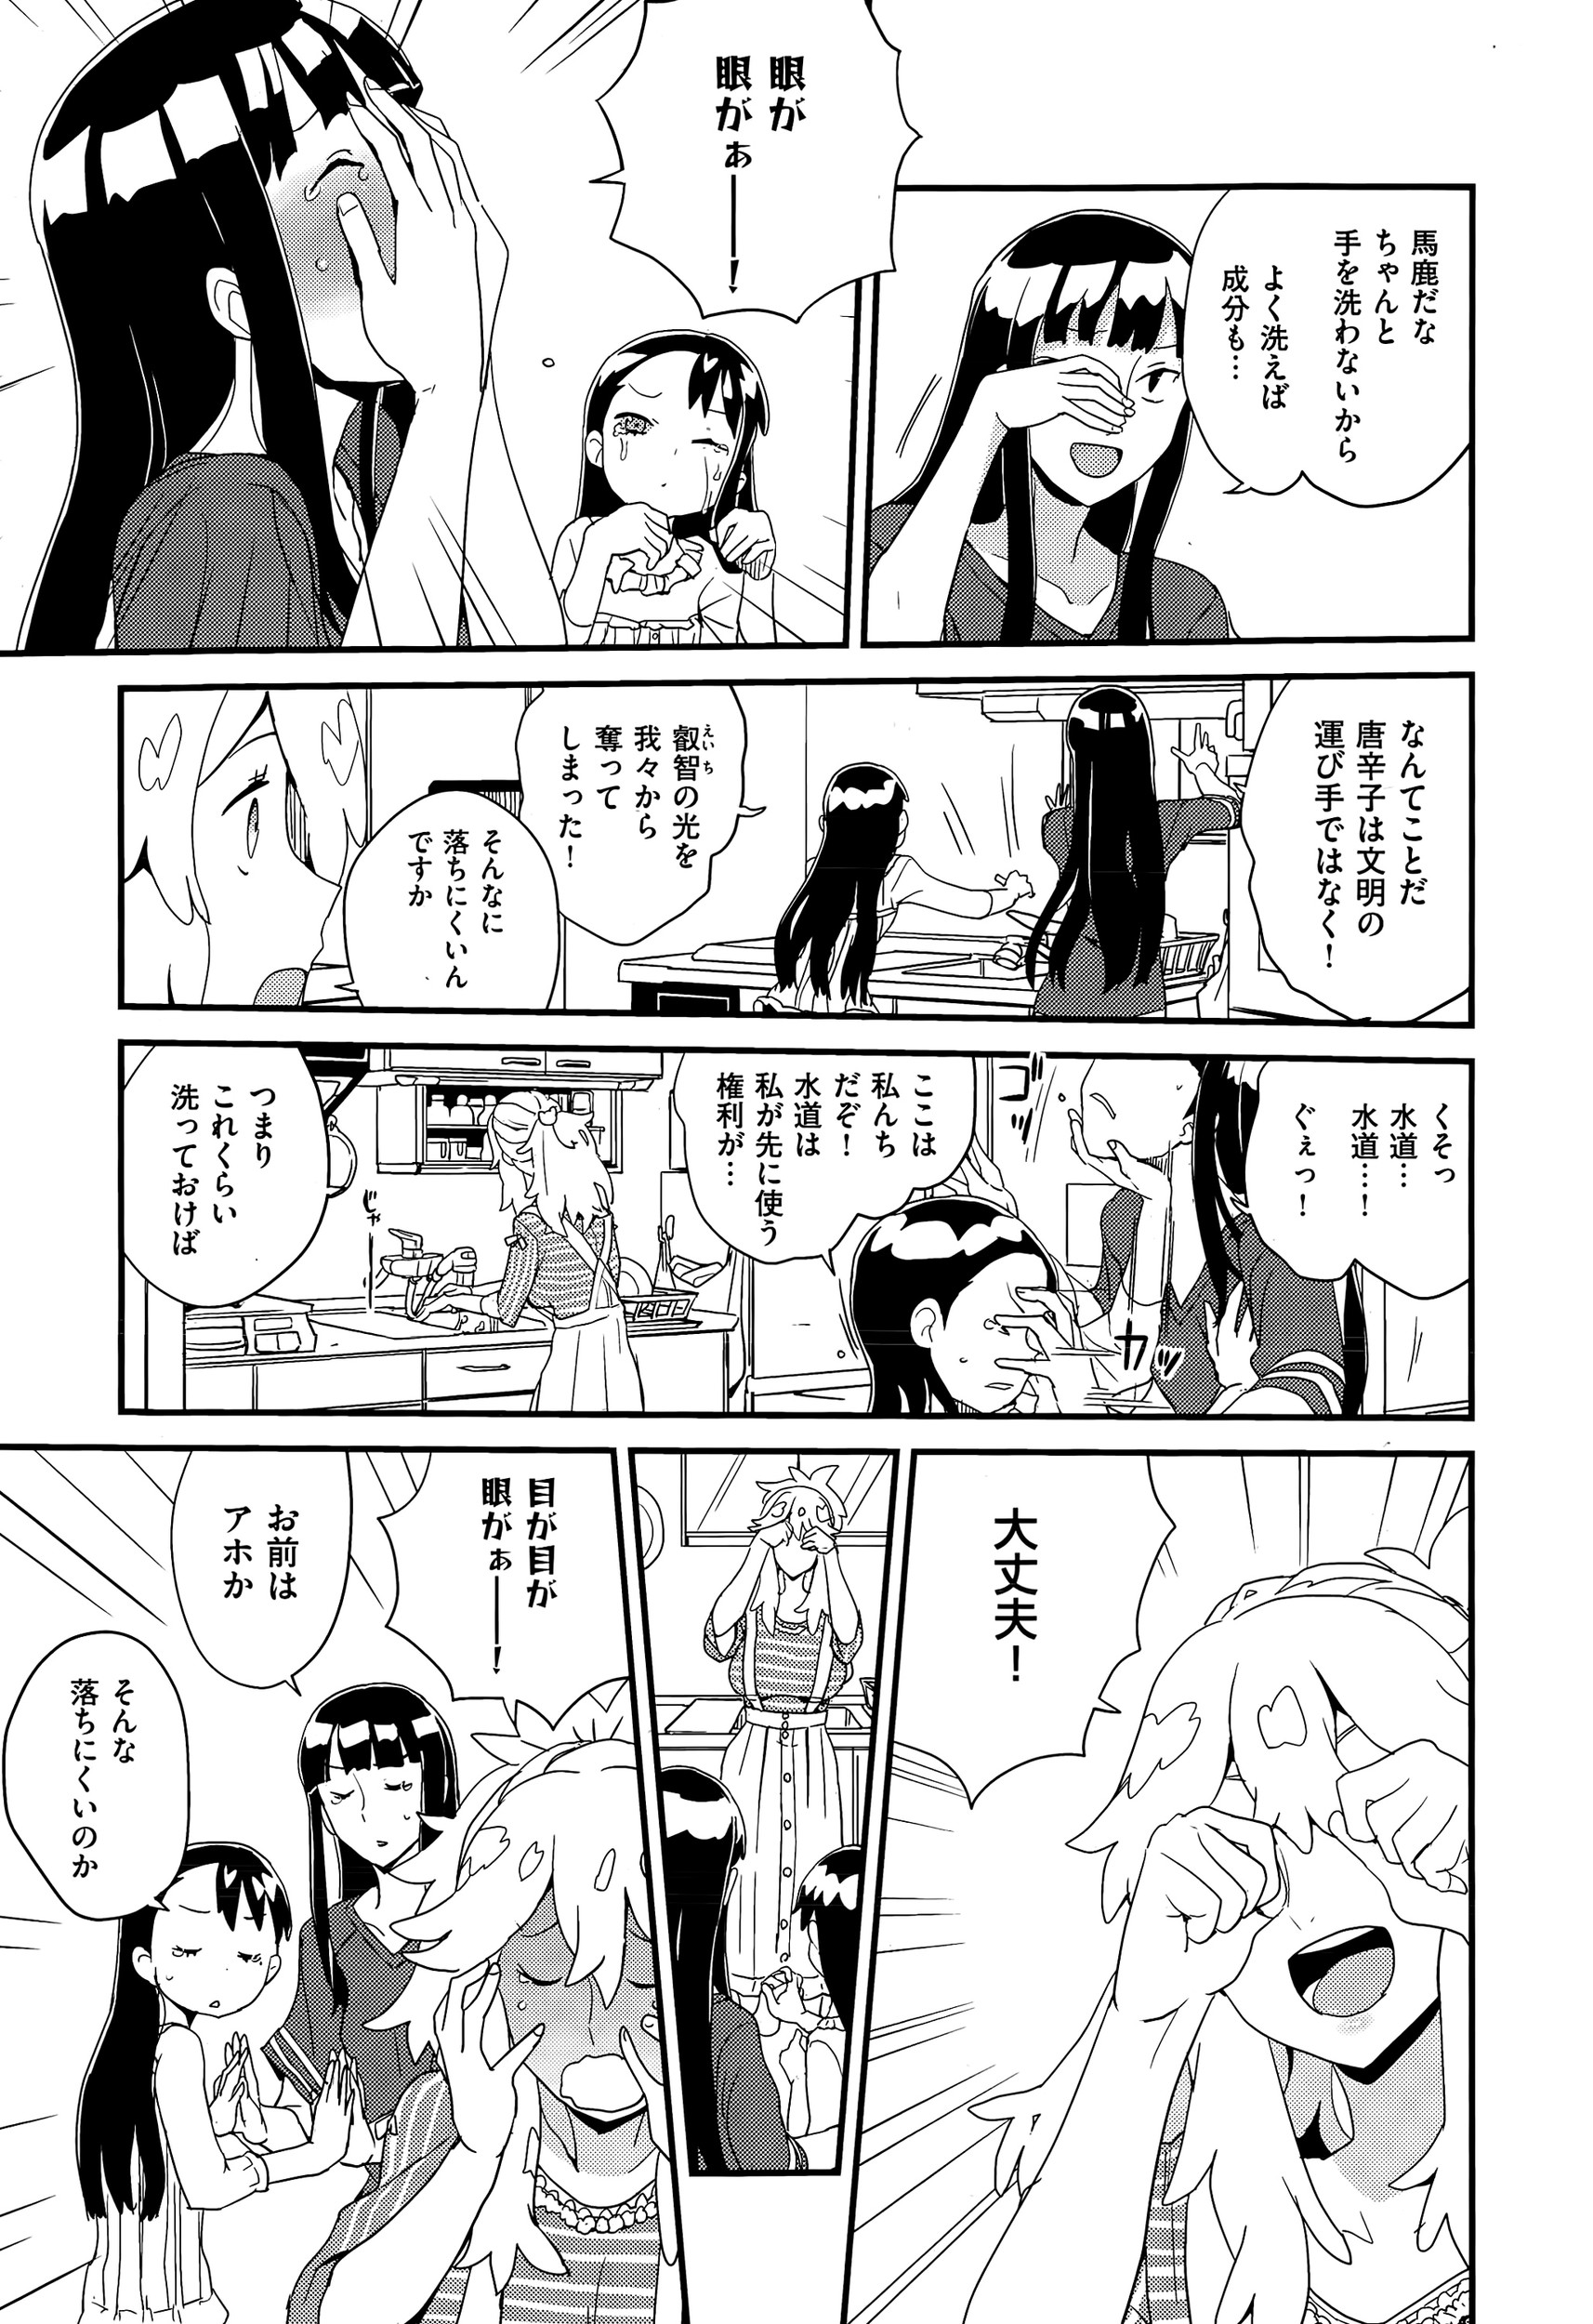 馬鹿だな
ちゃんと
手を洗わないから
よく洗えば
成分も…
眼が
眼がぁ――!
なんてことだ
唐辛子は文明の
運び手ではなく!
叡智の光を
えいち
我々から
奪って
しまった!
そんなに
落ちにくいん
ですか
くそっ
水道…
水道…!
ぐぇっ!
ゴッ
カッ
ここは
私んち
だぞ!
水道は
私が先に使う
権利が…
じゃー
つまり
これくらい
洗っておけば
大丈夫!
目が目が
眼がぁ――!
お前は
アホか
そんな
落ちにくいのか